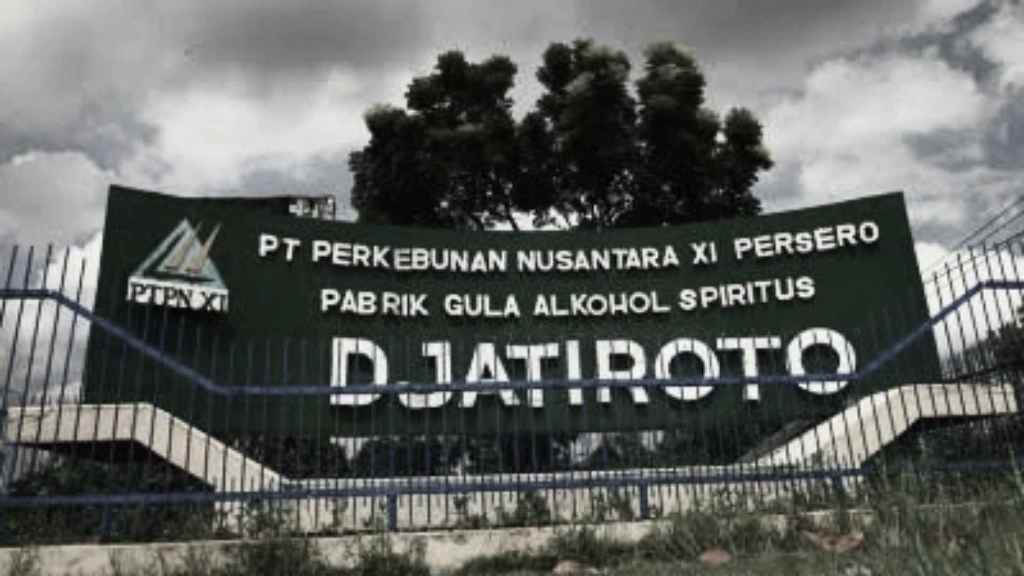 PTPN XI
PT PERKEBUNAN NUSANTARA XI PERSERO
PABRIK GULA ALKOHOL SPIRITUS
DJATIROTO